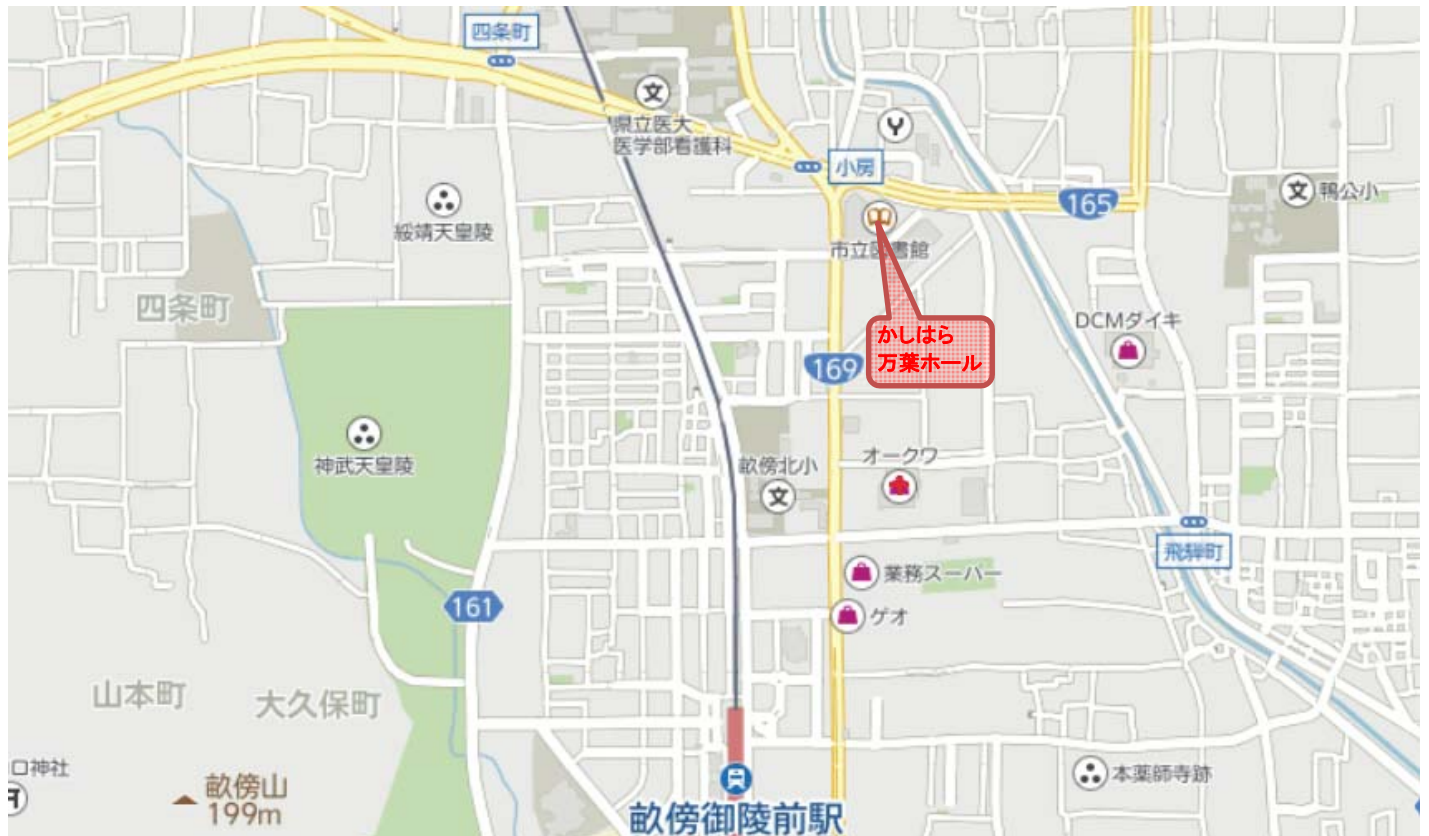 四条町
文
県立医大
医学部看護科
小房
165
文
鴨公小
綏靖天皇陵
市立図書館
四条町
DCMダイキ
かしはら
万葉ホール
169
神武天皇陵
畝傍北小
文
オークワ
飛騨町
業務スーパー
161
ゲオ
山本町
大久保町
口神社
畝傍山
199m
本薬師寺跡
畝傍御陵前駅